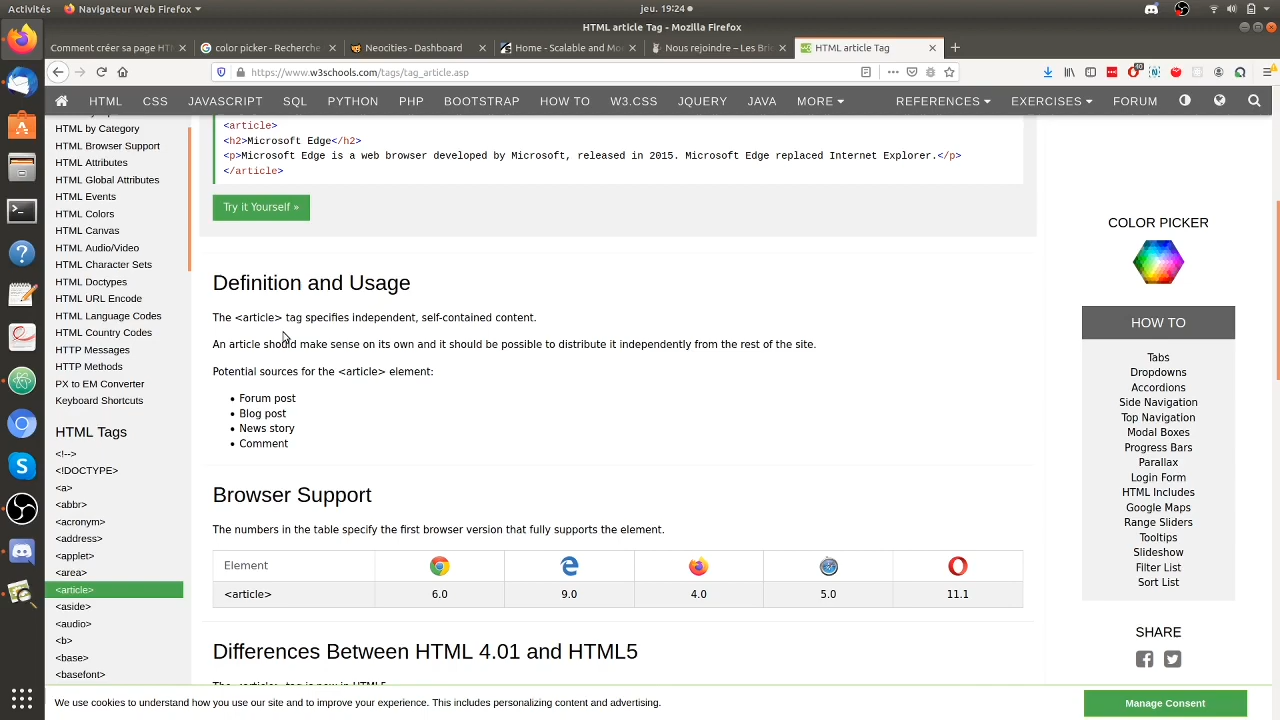 Activités
Navigateur Web Firefox
jeu. 19:24
HTML article Tag - Mozilla Firefox
Comment créer sa page HT
color picker - Recherche
Neocities - Dashboard
Home - Scalable and Mo
Nous rejoindre – Les Bri
HTML article Tag
https://www.w3schools.com/tags/tag_article.asp
HTML
CSS
JAVASCRIPT
SQL
PYTHON
PHP
BOOTSTRAP
HOW TO
W3.CSS
JQUERY
JAVA
MORE
REFERENCES
EXERCISES
FORUM
HTML by Category
HTML Browser Support
HTML Attributes
HTML Global Attributes
HTML Events
HTML Colors
HTML Canvas
HTML Audio/Video
HTML Character Sets
HTML Doctypes
HTML URL Encode
HTML Language Codes
HTML Country Codes
HTTP Messages
HTTP Methods
PX to EM Converter
Keyboard Shortcuts
HTML Tags
<!-->
<!DOCTYPE>
<a>
<abbr>
<acronym>
<address>
<applet>
<area>
<article>
<aside>
<audio>
<b>
<base>
<basefont>
<article>
<h2>Microsoft Edge</h2>
<p>Microsoft Edge is a web browser developed by Microsoft, released in 2015. Microsoft Edge replaced Internet Explorer.</p>
</article>
Try it Yourself »
Definition and Usage
The <article> tag specifies independent, self-contained content.
An article should make sense on its own and it should be possible to distribute it independently from the rest of the site.
Potential sources for the <article> element:
• Forum post
• Blog post
• News story
• Comment
Browser Support
The numbers in the table specify the first browser version that fully supports the element.
Element
<article> 6.0 9.0 4.0 5.0 11.1
Differences Between HTML 4.01 and HTML5
The <article> tag is new in HTML5.
COLOR PICKER
HOW TO
Tabs
Dropdowns
Accordions
Side Navigation
Top Navigation
Modal Boxes
Progress Bars
Parallax
Login Form
HTML Includes
Google Maps
Range Sliders
Tooltips
Slideshow
Filter List
Sort List
SHARE
We use cookies to understand how you use our site and to improve your experience. This includes personalizing content and advertising.
Manage Consent